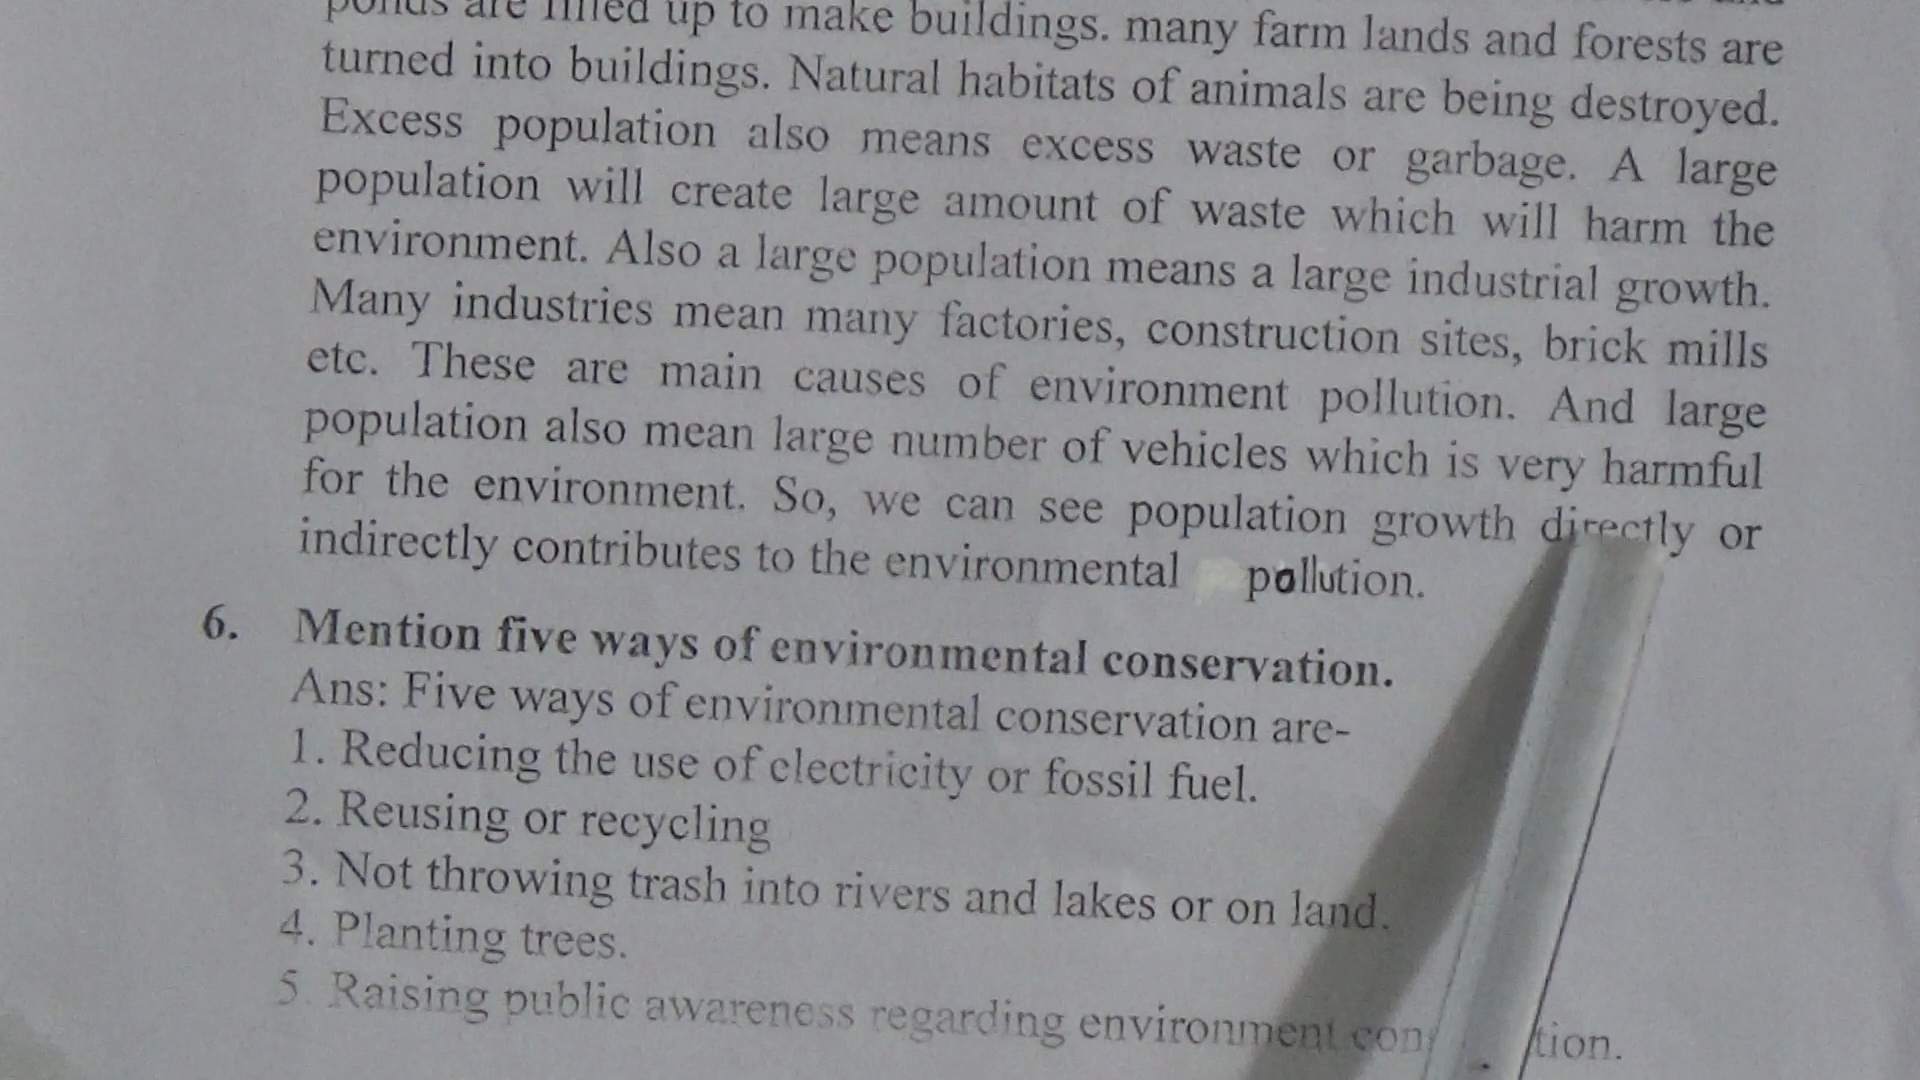 are filled up to make buildings. many farm lands and forests are
turned into buildings. Natural habitats of animals are being destroyed.
Excess population also means excess waste or garbage. A large
population will create large amount of waste which will harm the
environment. Also a large population means a large industrial growth.
Many industries mean many factories, construction sites, brick mills
etc. These are main causes of environment pollution. And large
population also mean large number of vehicles which is very harmful
for the environment. So, we can see population growth directly or
indirectly contributes to the environmental pollution.
6. Mention five ways of environmental conservation.
Ans: Five ways of environmental conservation are-
1. Reducing the use of electricity or fossil fuel.
2. Reusing or recycling
3. Not throwing trash into rivers and lakes or on land.
4. Planting trees.
5. Raising public awareness regarding environment